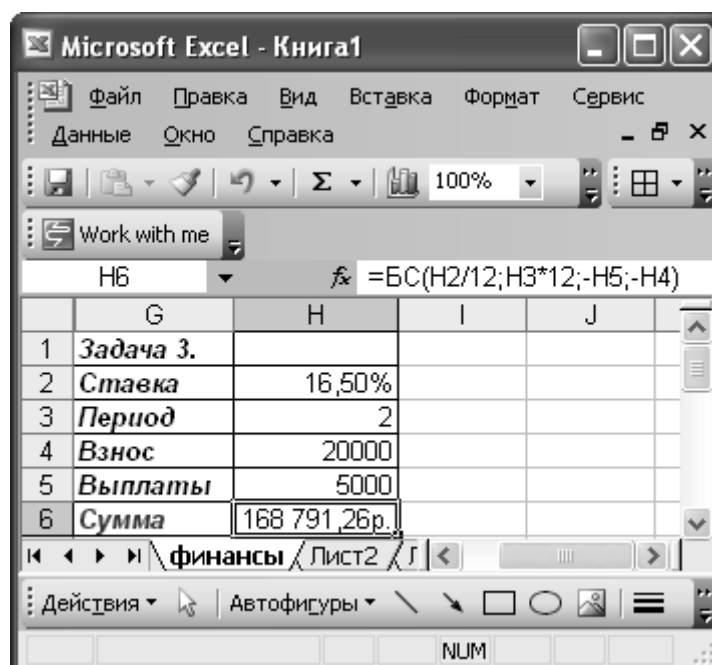 Microsoft Excel - Книга1
Файл Правка Вид Вставка Формат Сервис
Данные Окно Справка
Σ 100%
Work with me
H6 fx =БС(H2/12;H3*12;-H5;-H4)
G H I J
1 Задача 3.
2 Ставка 16,50%
3 Период 2
4 Взнос 20000
5 Выплаты 5000
6 Сумма 168 791,26р.
финансы Лист2
Действия Автофигуры
NUM